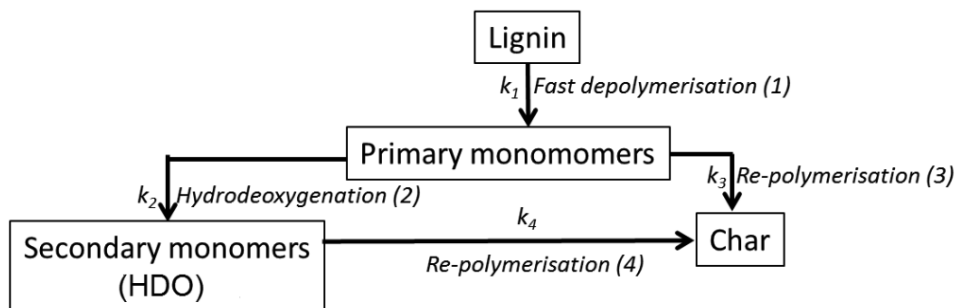 Lignin
k1 Fast depolymerisation (1)
Primary monomomers
k2 Hydrodeoxygenation (2)
k3 Re-polymerisation (3)
Secondary monomers
(HDO)
k4
Re-polymerisation (4)
Char